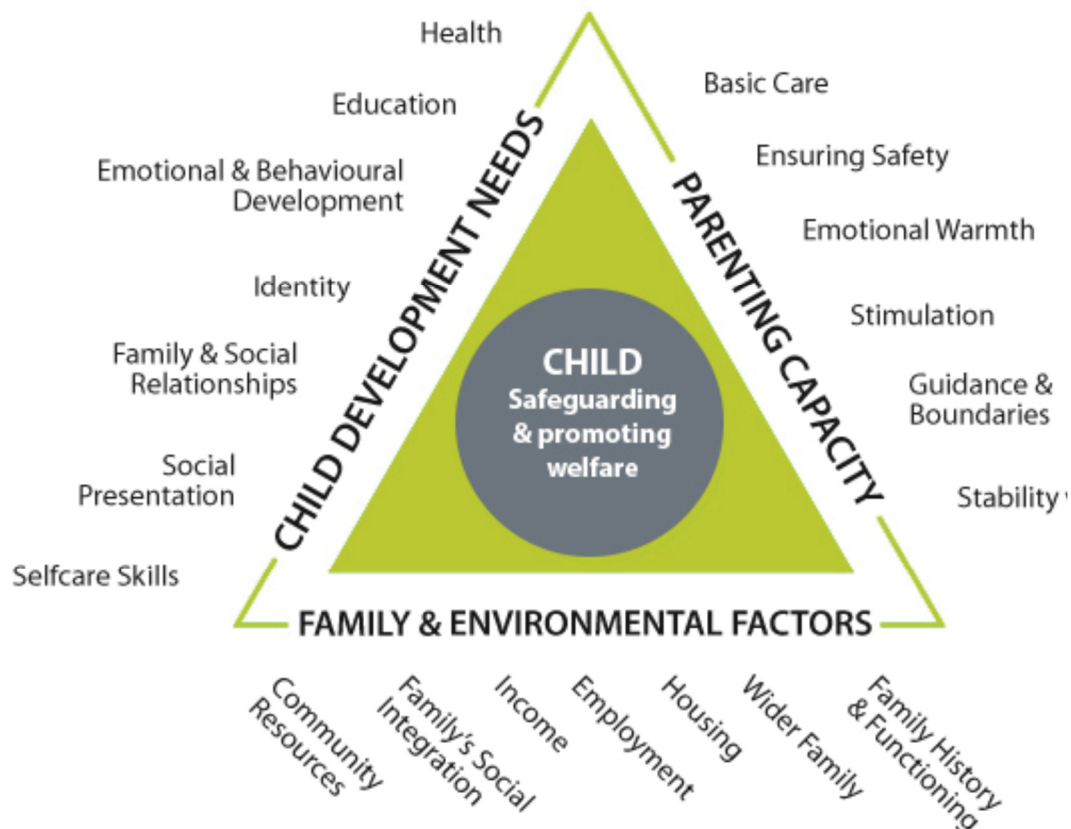 Health
Education
Emotional & Behavioural
Development
Identity
Family & Social
Relationships
Social
Presentation
Selfcare Skills
CHILD DEVELOPMENT NEEDS
CHILD
Safeguarding
& promoting
welfare
PARENTING CAPACITY
Basic Care
Ensuring Safety
Emotional Warmth
Stimulation
Guidance &
Boundaries
Stability
FAMILY & ENVIRONMENTAL FACTORS
Community
Resources
Family's Social
Integration
Income
Employment
Housing
Wider Family
Family History
& Functioning